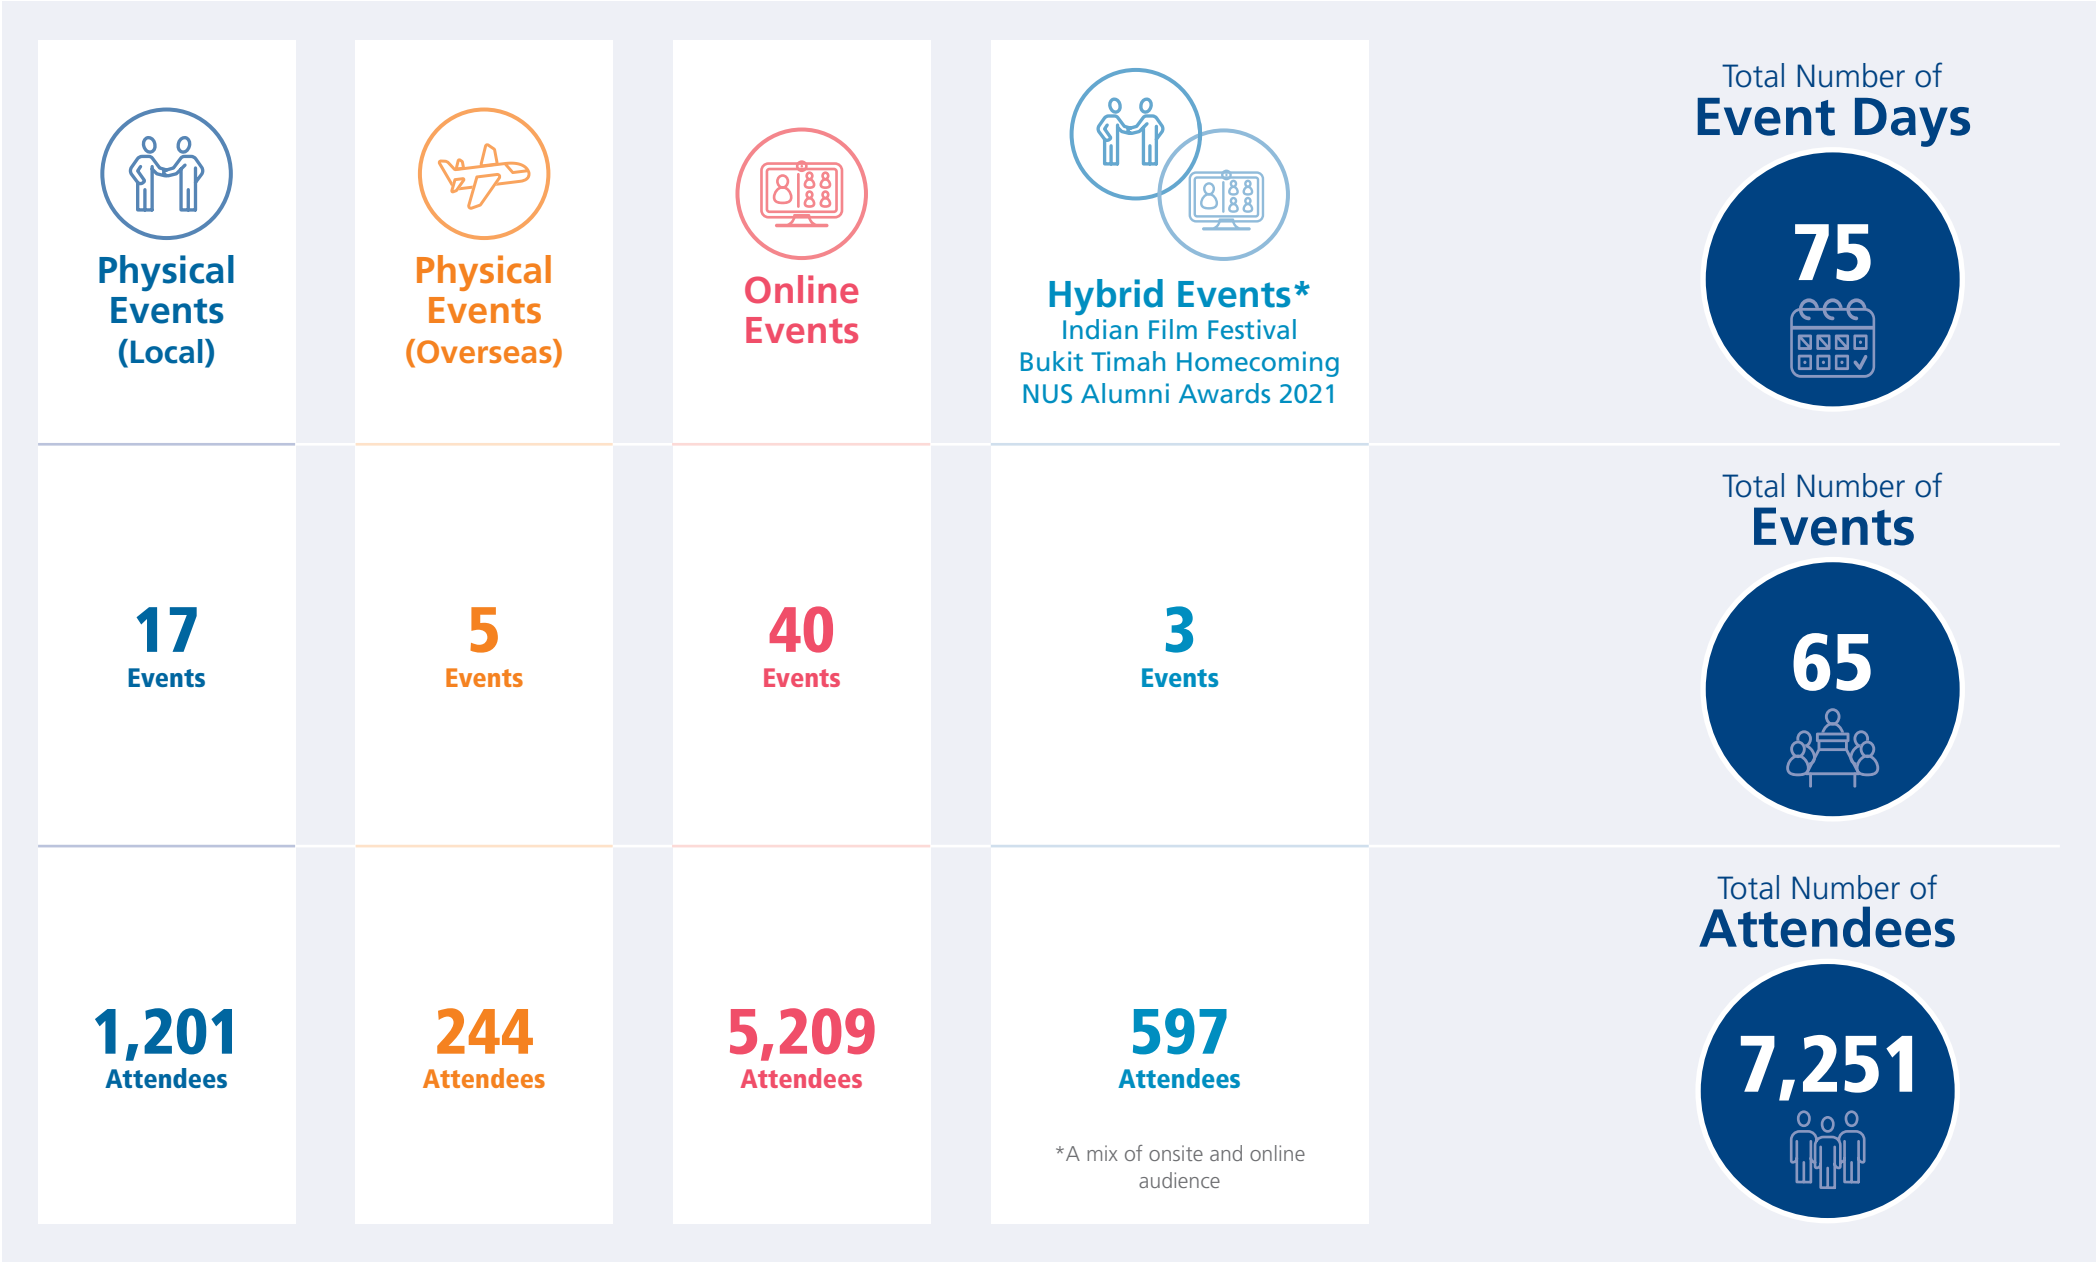 Physical
Events
(Local)
Physical
Events
(Overseas)
Online
Events
Hybrid Events*
Indian Film Festival
Bukit Timah Homecoming
NUS Alumni Awards 2021
Total Number of
Event Days
75
17
Events
5
Events
40
Events
3
Events
Total Number of
Events
65
1,201
Attendees
244
Attendees
5,209
Attendees
597
Attendees
*A mix of onsite and online
audience
Total Number of
Attendees
7,251